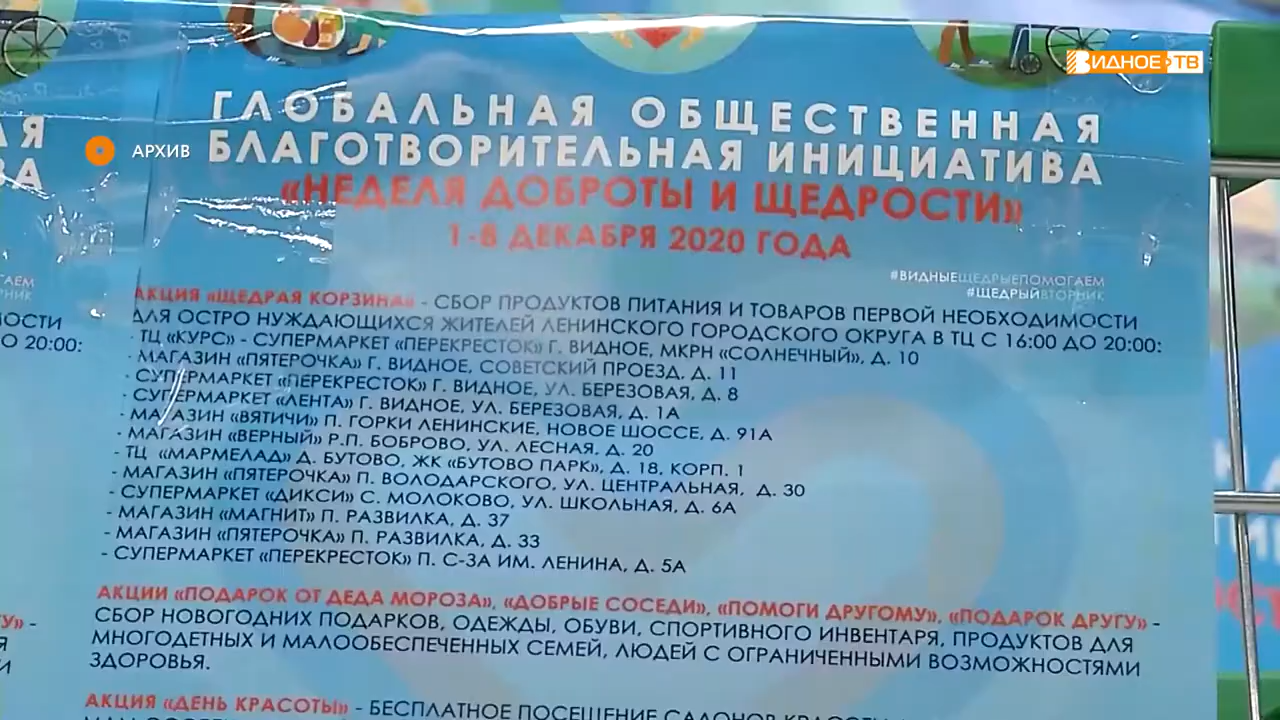 ВИДНОЕ ТВ
АРХИВ
ГЛОБАЛЬНАЯ ОБЩЕСТВЕННАЯ
БЛАГОТВОРИТЕЛЬНАЯ ИНИЦИАТИВА
«НЕДЕЛЯ ДОБРОТЫ И ЩЕДРОСТИ»
1-8 ДЕКАБРЯ 2020 ГОДА
#ВИДНЫЕЩЕДРЫЕПОМОГАЕМ
#ЩЕДРЫЙВТОРНИК
АКЦИЯ «ЩЕДРАЯ КОРЗИНА» - СБОР ПРОДУКТОВ ПИТАНИЯ И ТОВАРОВ ПЕРВОЙ НЕОБХОДИМОСТИ
ДЛЯ ОСТРО НУЖДАЮЩИХСЯ ЖИТЕЛЕЙ ЛЕНИНСКОГО ГОРОДСКОГО ОКРУГА В ТЦ С 16:00 ДО 20:00:
- ТЦ «КУРС» - СУПЕРМАРКЕТ «ПЕРЕКРЕСТОК» Г. ВИДНОЕ, МКРН «СОЛНЕЧНЫЙ», Д. 10
- МАГАЗИН «ПЯТЕРОЧКА» Г. ВИДНОЕ, СОВЕТСКИЙ ПРОЕЗД, Д. 11
- СУПЕРМАРКЕТ «ПЕРЕКРЕСТОК» Г. ВИДНОЕ, УЛ. БЕРЕЗОВАЯ, Д. 8
- СУПЕРМАРКЕТ «ЛЕНТА» Г. ВИДНОЕ, УЛ. БЕРЕЗОВАЯ, Д. 1А
- МАГАЗИН «ВЯТИЧИ» П. ГОРКИ ЛЕНИНСКИЕ, НОВОЕ ШОССЕ, Д. 91А
- МАГАЗИН «ВЕРНЫЙ» Р.П. БОБРОВО, УЛ. ЛЕСНАЯ, Д. 20
- ТЦ «МАРМЕЛАД» Д. БУТОВО, ЖК «БУТОВО ПАРК», Д. 18, КОРП. 1
- МАГАЗИН «ПЯТЕРОЧКА» П. ВОЛОДАРСКОГО, УЛ. ЦЕНТРАЛЬНАЯ, Д. 30
- СУПЕРМАРКЕТ «ДИКСИ» С. МОЛОКОВО, УЛ. ШКОЛЬНАЯ, Д. 6А
- МАГАЗИН «МАГНИТ» П. РАЗВИЛКА, Д. 37
- МАГАЗИН «ПЯТЕРОЧКА» П. РАЗВИЛКА, Д. 33
- СУПЕРМАРКЕТ «ПЕРЕКРЕСТОК» П. С-ЗА ИМ. ЛЕНИНА, Д. 5А
АКЦИИ «ПОДАРОК ОТ ДЕДА МОРОЗА», «ДОБРЫЕ СОСЕДИ», «ПОМОГИ ДРУГОМУ», «ПОДАРОК ДРУГУ» -
СБОР НОВОГОДНИХ ПОДАРКОВ, ОДЕЖДЫ, ОБУВИ, СПОРТИВНОГО ИНВЕНТАРЯ, ПРОДУКТОВ ДЛЯ
МНОГОДЕТНЫХ И МАЛООБЕСПЕЧЕННЫХ СЕМЕЙ, ЛЮДЕЙ С ОГРАНИЧЕННЫМИ ВОЗМОЖНОСТЯМИ
ЗДОРОВЬЯ.
АКЦИЯ «ДЕНЬ КРАСОТЫ» - БЕСПЛАТНОЕ ПОСЕЩЕНИЕ САЛОНОВ КРАСОТЫ